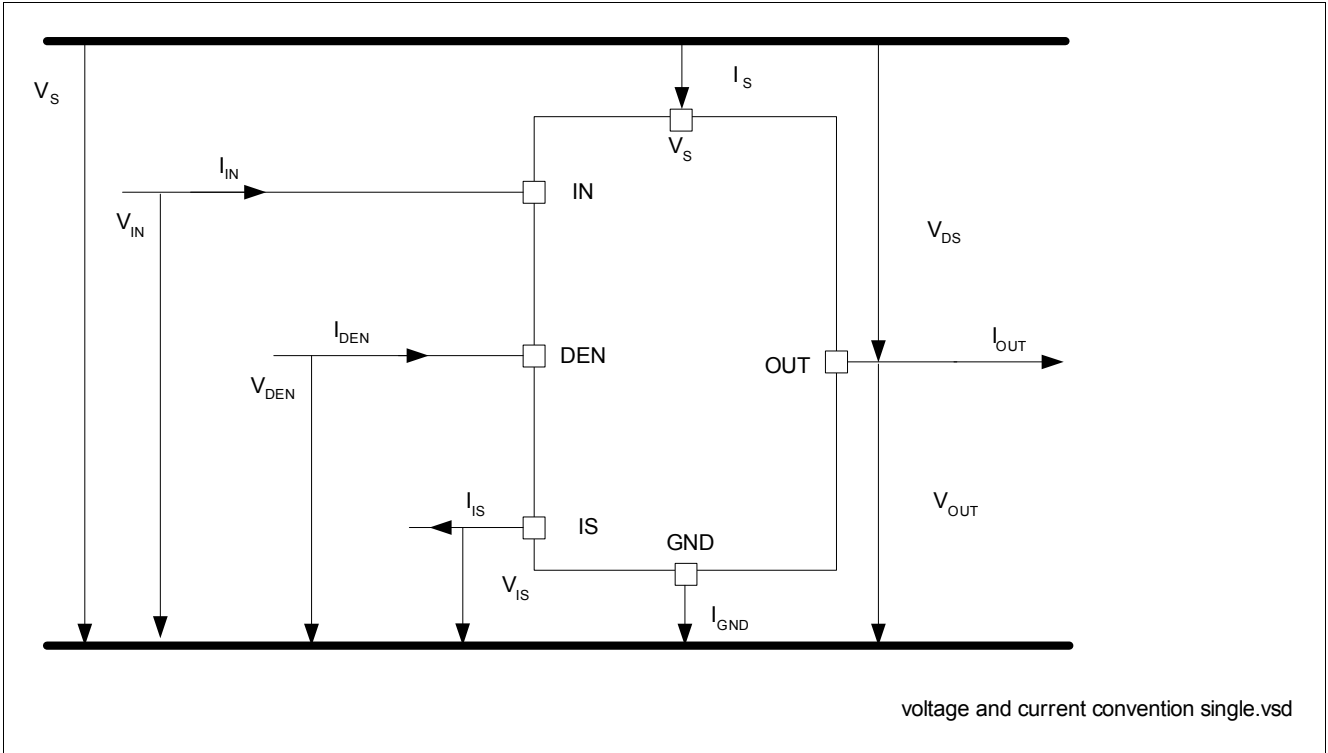 V_S
I_S
V_S
I_IN
IN
V_IN
V_DS
I_DEN
DEN
V_DEN
OUT
I_OUT
I_IS
IS
V_IS
GND
V_OUT
I_GND
voltage and current convention single.vsd